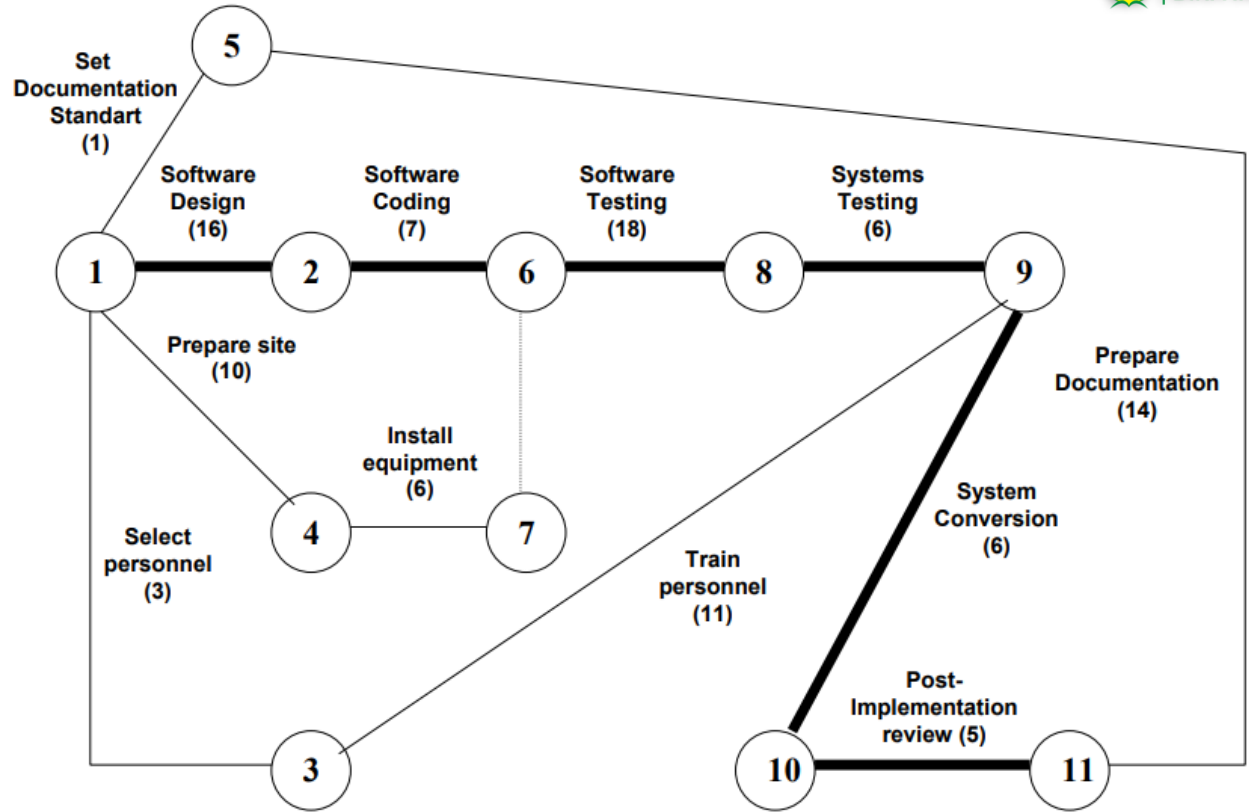 5
Set
Documentation
Standart
(1)
Software
Design
(16)
Software
Coding
(7)
Software
Testing
(18)
Systems
Testing
(6)
1
2
6
8
9
Prepare site
(10)
Prepare
Documentation
(14)
Install
equipment
(6)
System
Conversion
(6)
4
7
Select
personnel
(3)
Train
personnel
(11)
Post-
Implementation
review (5)
3
10
11